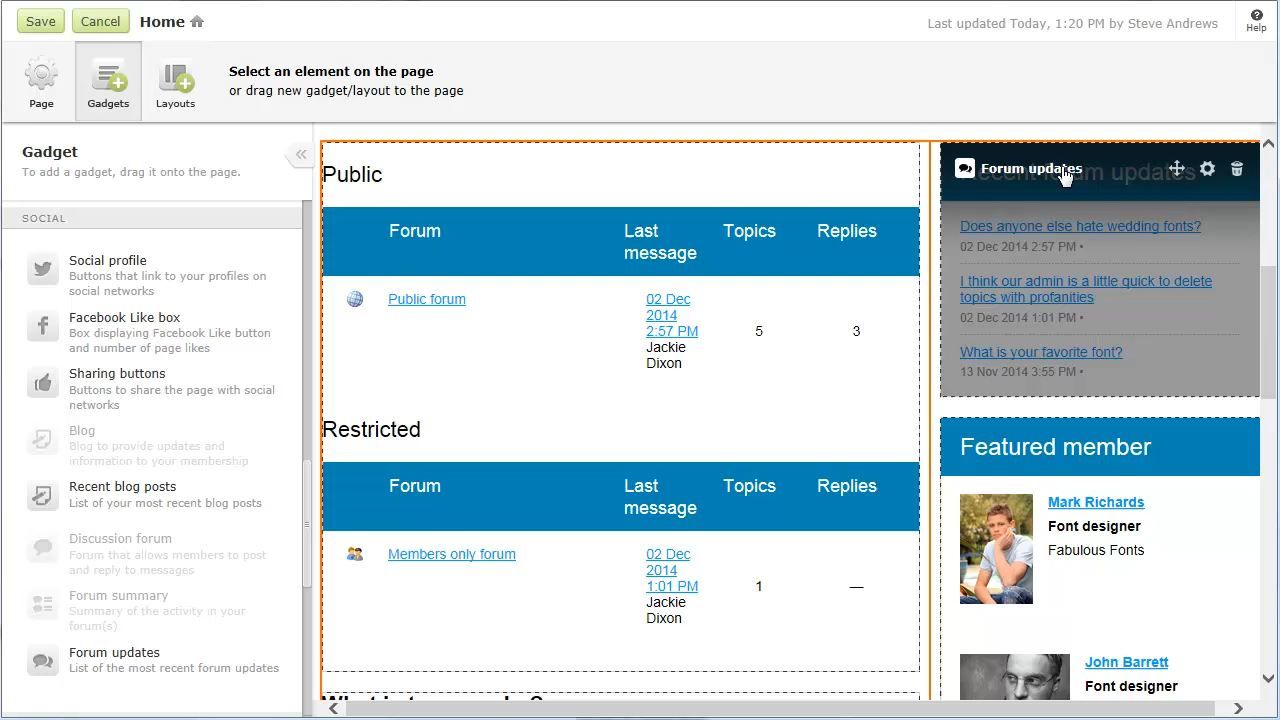 Save Cancel Home Last updated Today, 1:20 PM by Steve Andrews Help
Page Gadgets Layouts
Select an element on the page
or drag new gadget/layout to the page
Gadget
To add a gadget, drag it onto the page.
SOCIAL
Social profile
Buttons that link to your profiles on
social networks
Facebook Like box
Box displaying Facebook Like button
and number of page likes
Sharing buttons
Buttons to share the page with social
networks
Blog
Blog to provide updates and
information to your membership
Recent blog posts
List of your most recent blog posts
Discussion forum
Forum that allows members to post
and reply to messages
Forum summary
Summary of the activity in your
forum(s)
Forum updates
List of the most recent forum updates
Public
Forum Last message Topics Replies
Public forum 02 Dec 2014 2:57 PM Jackie Dixon 5 3
Restricted
Forum Last message Topics Replies
Members only forum 02 Dec 2014 1:01 PM Jackie Dixon 1 —
Forum updates
Recent forum updates
Does anyone else hate wedding fonts?
02 Dec 2014 2:57 PM •
I think our admin is a little quick to delete
topics with profanities
02 Dec 2014 1:01 PM •
What is your favorite font?
13 Nov 2014 3:55 PM •
Featured member
Mark Richards
Font designer
Fabulous Fonts
John Barrett
Font designer